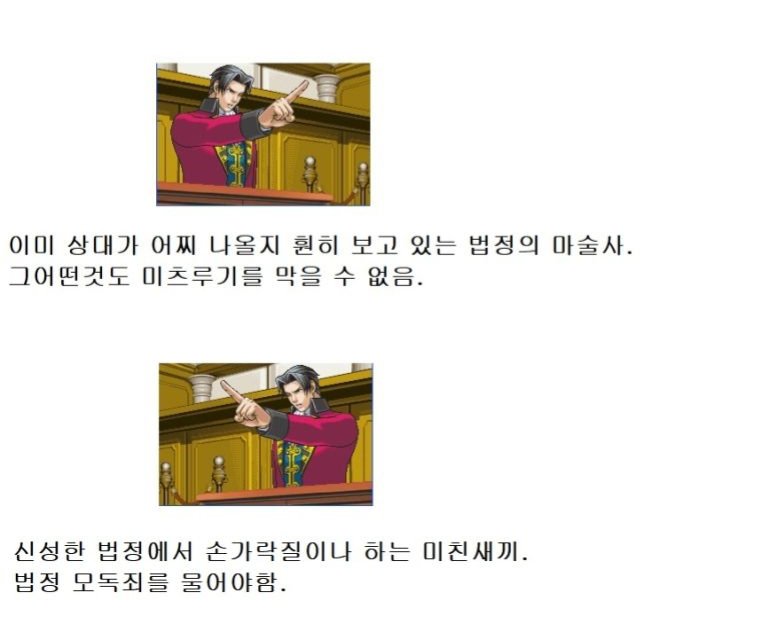 이미 상대가 어찌 나올지 훤히 보고 있는 법정의 마술사.
그어떤것도 미츠루기를 막을 수 없음.
신성한 법정에서 손가락질이나 하는 미친새끼.
법정 모독죄를 물어야함.